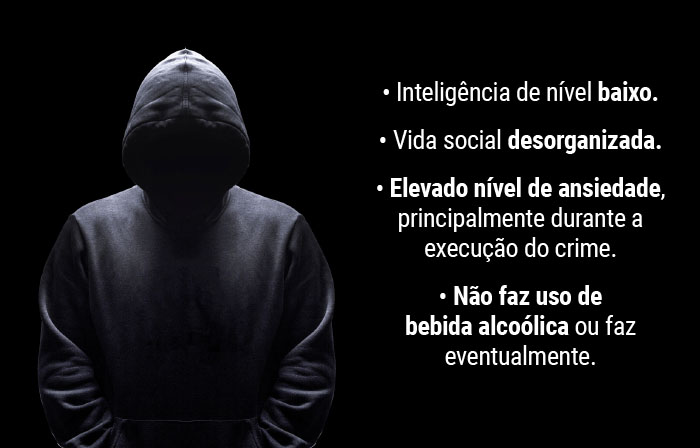 • Inteligência de nível baixo.
• Vida social desorganizada.
• Elevado nível de ansiedade,
principalmente durante a
execução do crime.
• Não faz uso de
bebida alcoólica ou faz
eventualmente.